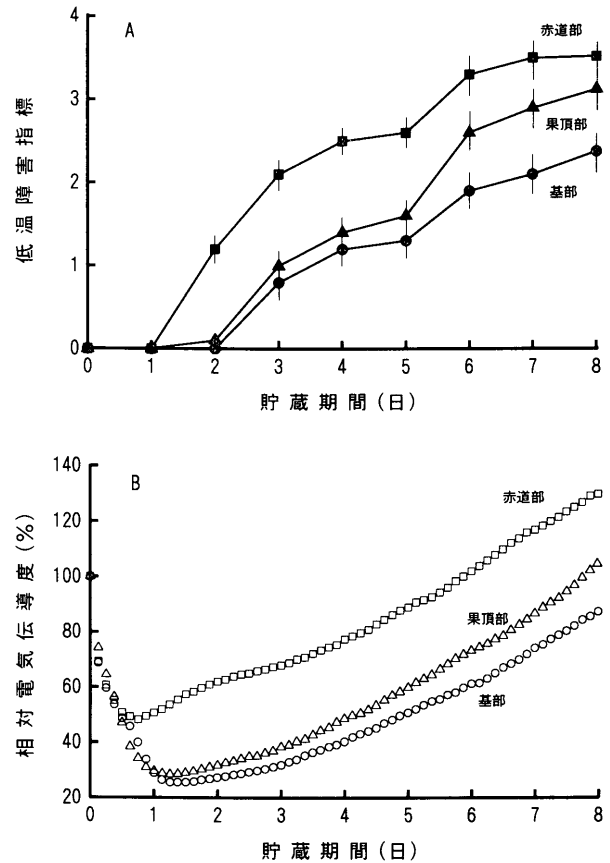 A
4
3
2
1
0
低温障害指標
赤道部
果頂部
基部
0 1 2 3 4 5 6 7 8
貯蔵期間(日)
B
140
120
100
80
60
40
20
相対電気伝導度(%)
赤道部
果頂部
基部
0 1 2 3 4 5 6 7 8
貯蔵期間(日)